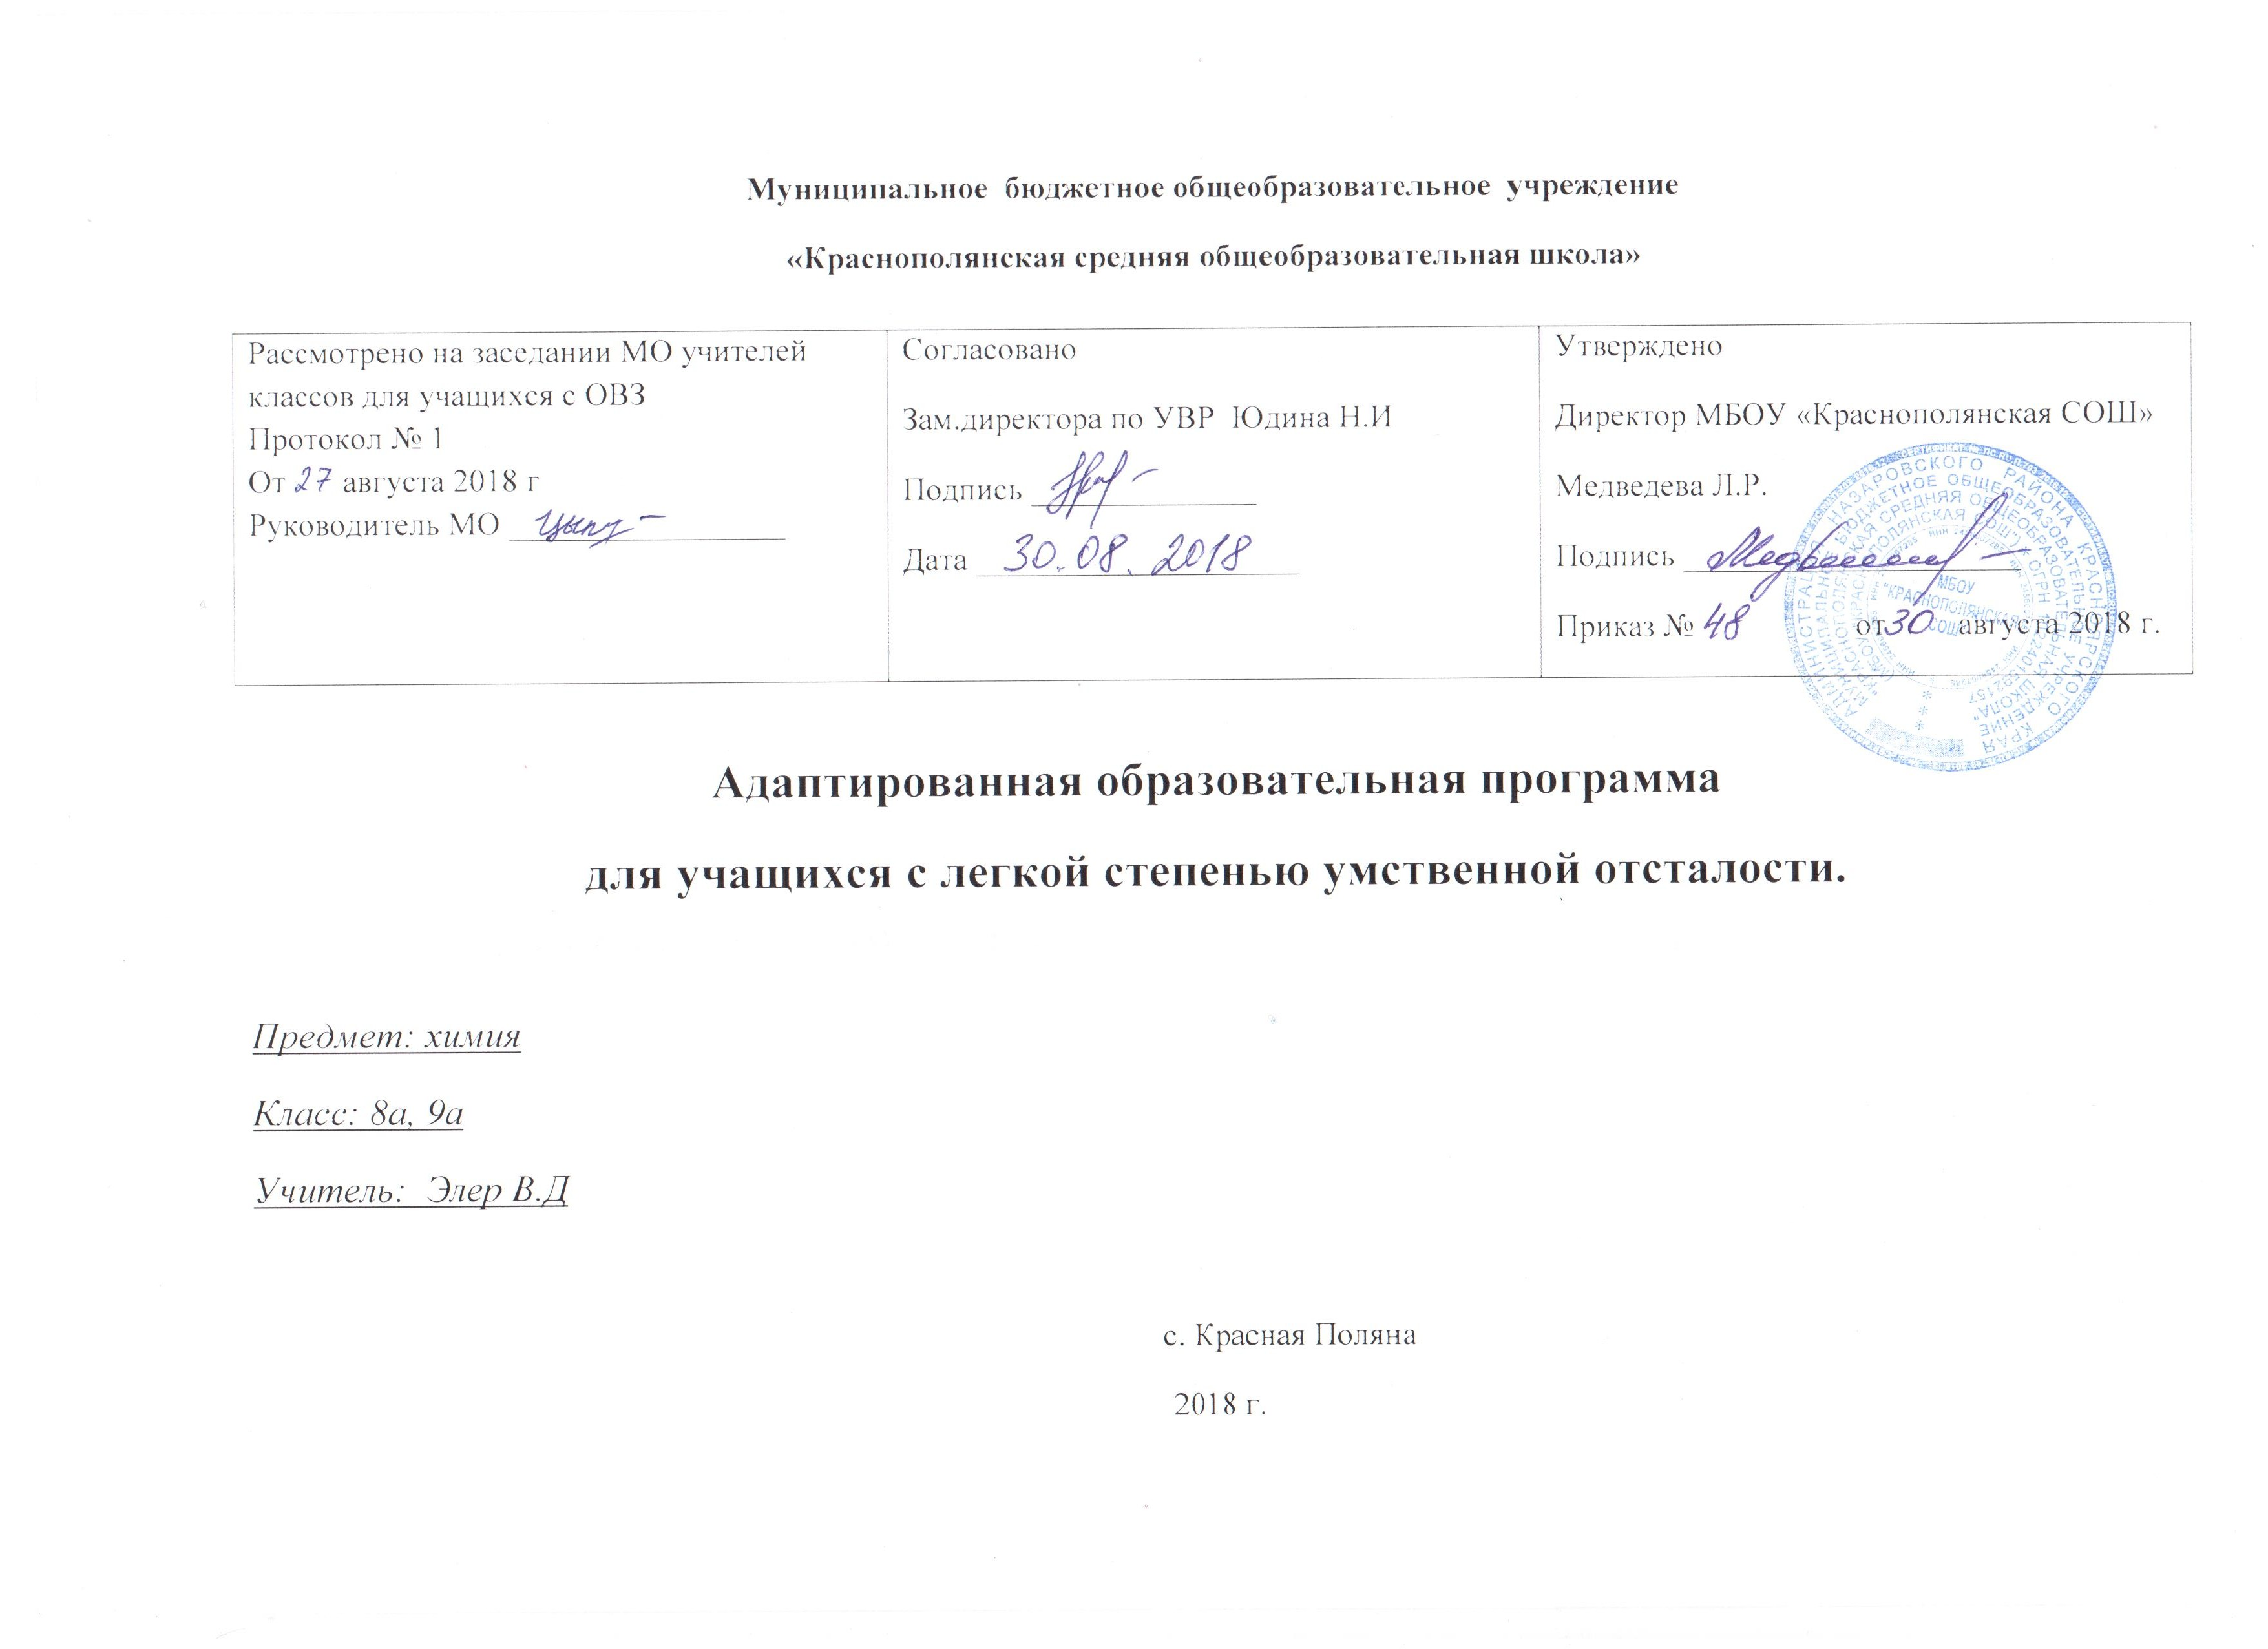 Муниципальное бюджетное общеобразовательное учреждение
«Краснополянская средняя общеобразовательная школа»
Рассмотрено на заседании МО учителей
классов для учащихся с ОВЗ
Протокол № 1
От 27 августа 2018 г
Руководитель МО
Согласовано
Зам.директора по УВР Юдина Н.И
Подпись
Дата 30.08.2018
Утверждено
Директор МБОУ «Краснополянская СОШ»
Медведева Л.Р.
Подпись
Приказ № 48 от 30 августа 2018 г.
МБОУ
"КРАСНОПОЛЯНСКАЯ
СОШ"
Адаптированная образовательная программа
для учащихся с легкой степенью умственной отсталости.
Предмет: химия
Класс: 8а, 9а
Учитель: Элер В.Д
с. Красная Поляна
2018 г.